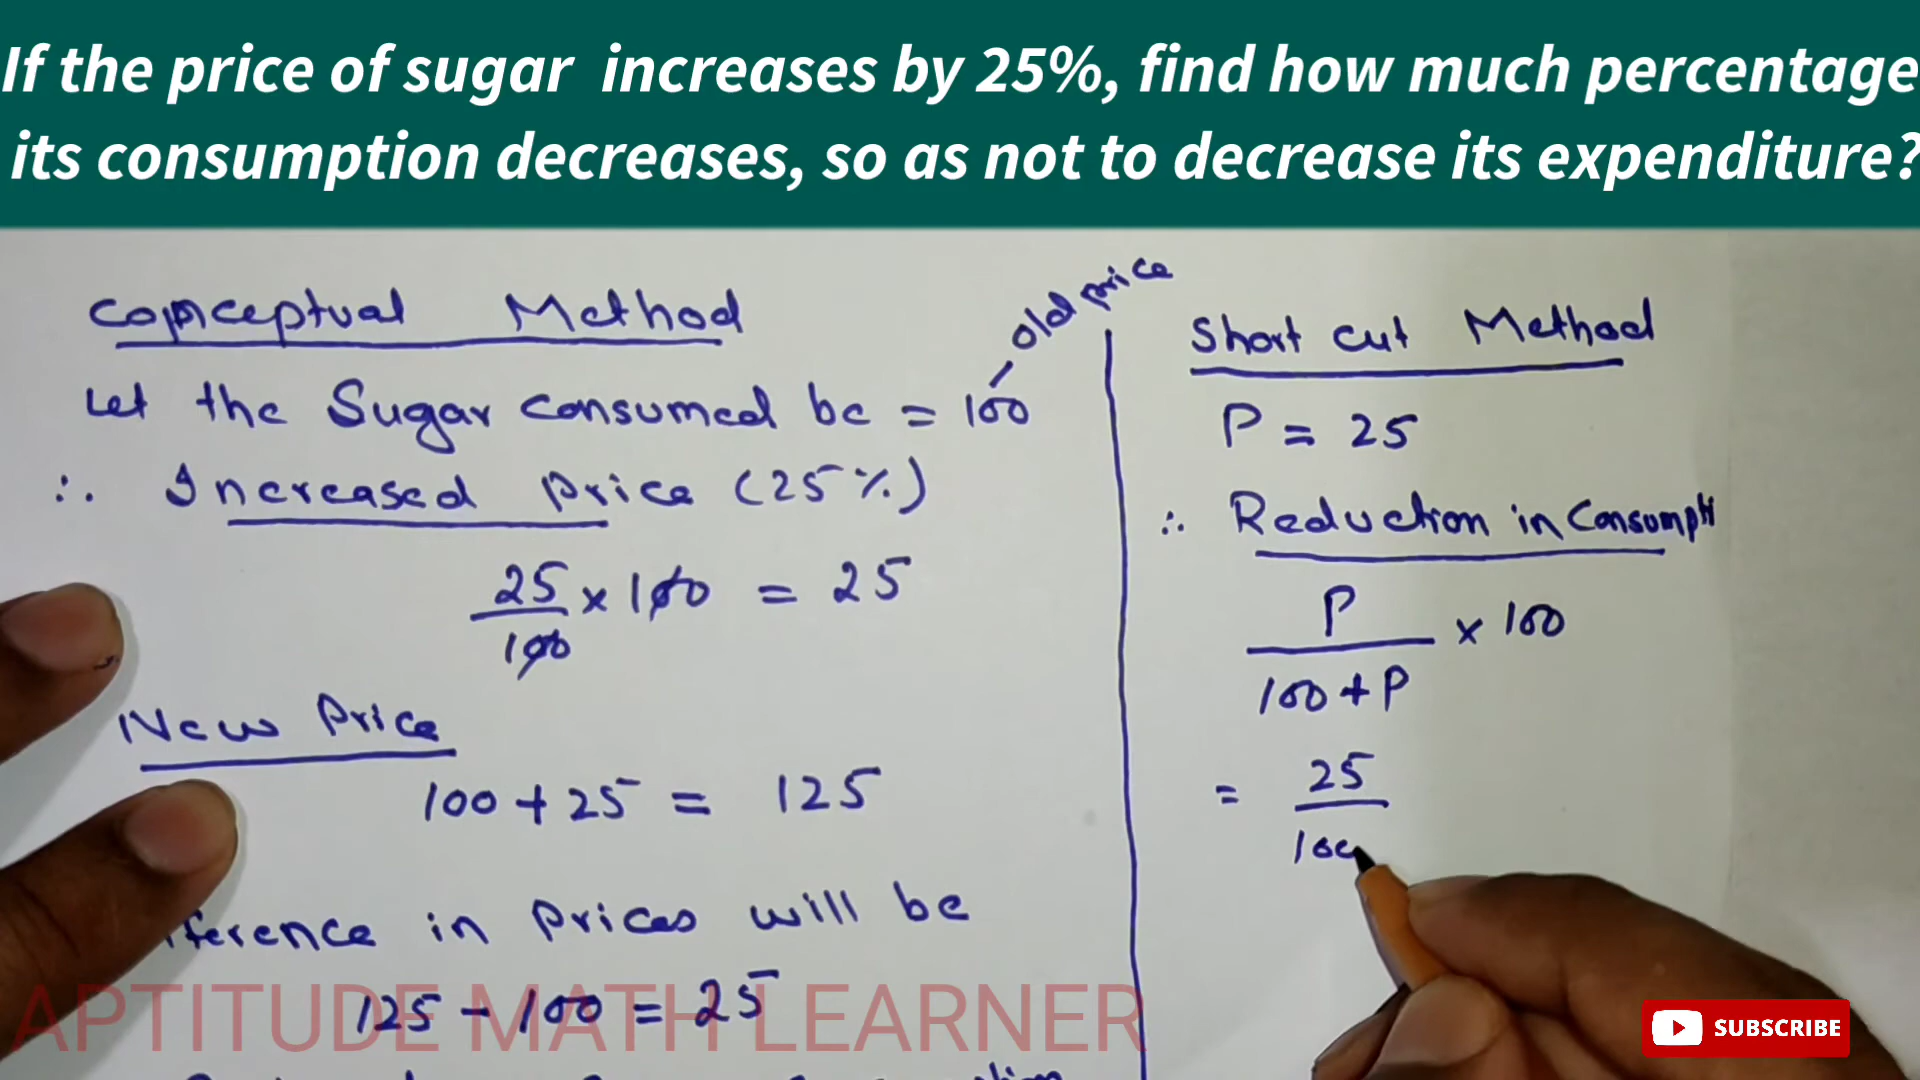 If the price of sugar increases by 25%, find how much percentage
its consumption decreases, so as not to decrease its expenditure?
Conceptual Method
Let the Sugar consumed be = 100
old price
∴ Increased price (25%)
25/100 × 100 = 25
New Price
100 + 25 = 125
ference in Prices will be
125 - 100 = 25
Short cut Method
P = 25
∴ Reduction in Consumpti
P/100 + P × 100
= 25
100
APTITUDE MATH LEARNER
SUBSCRIBE